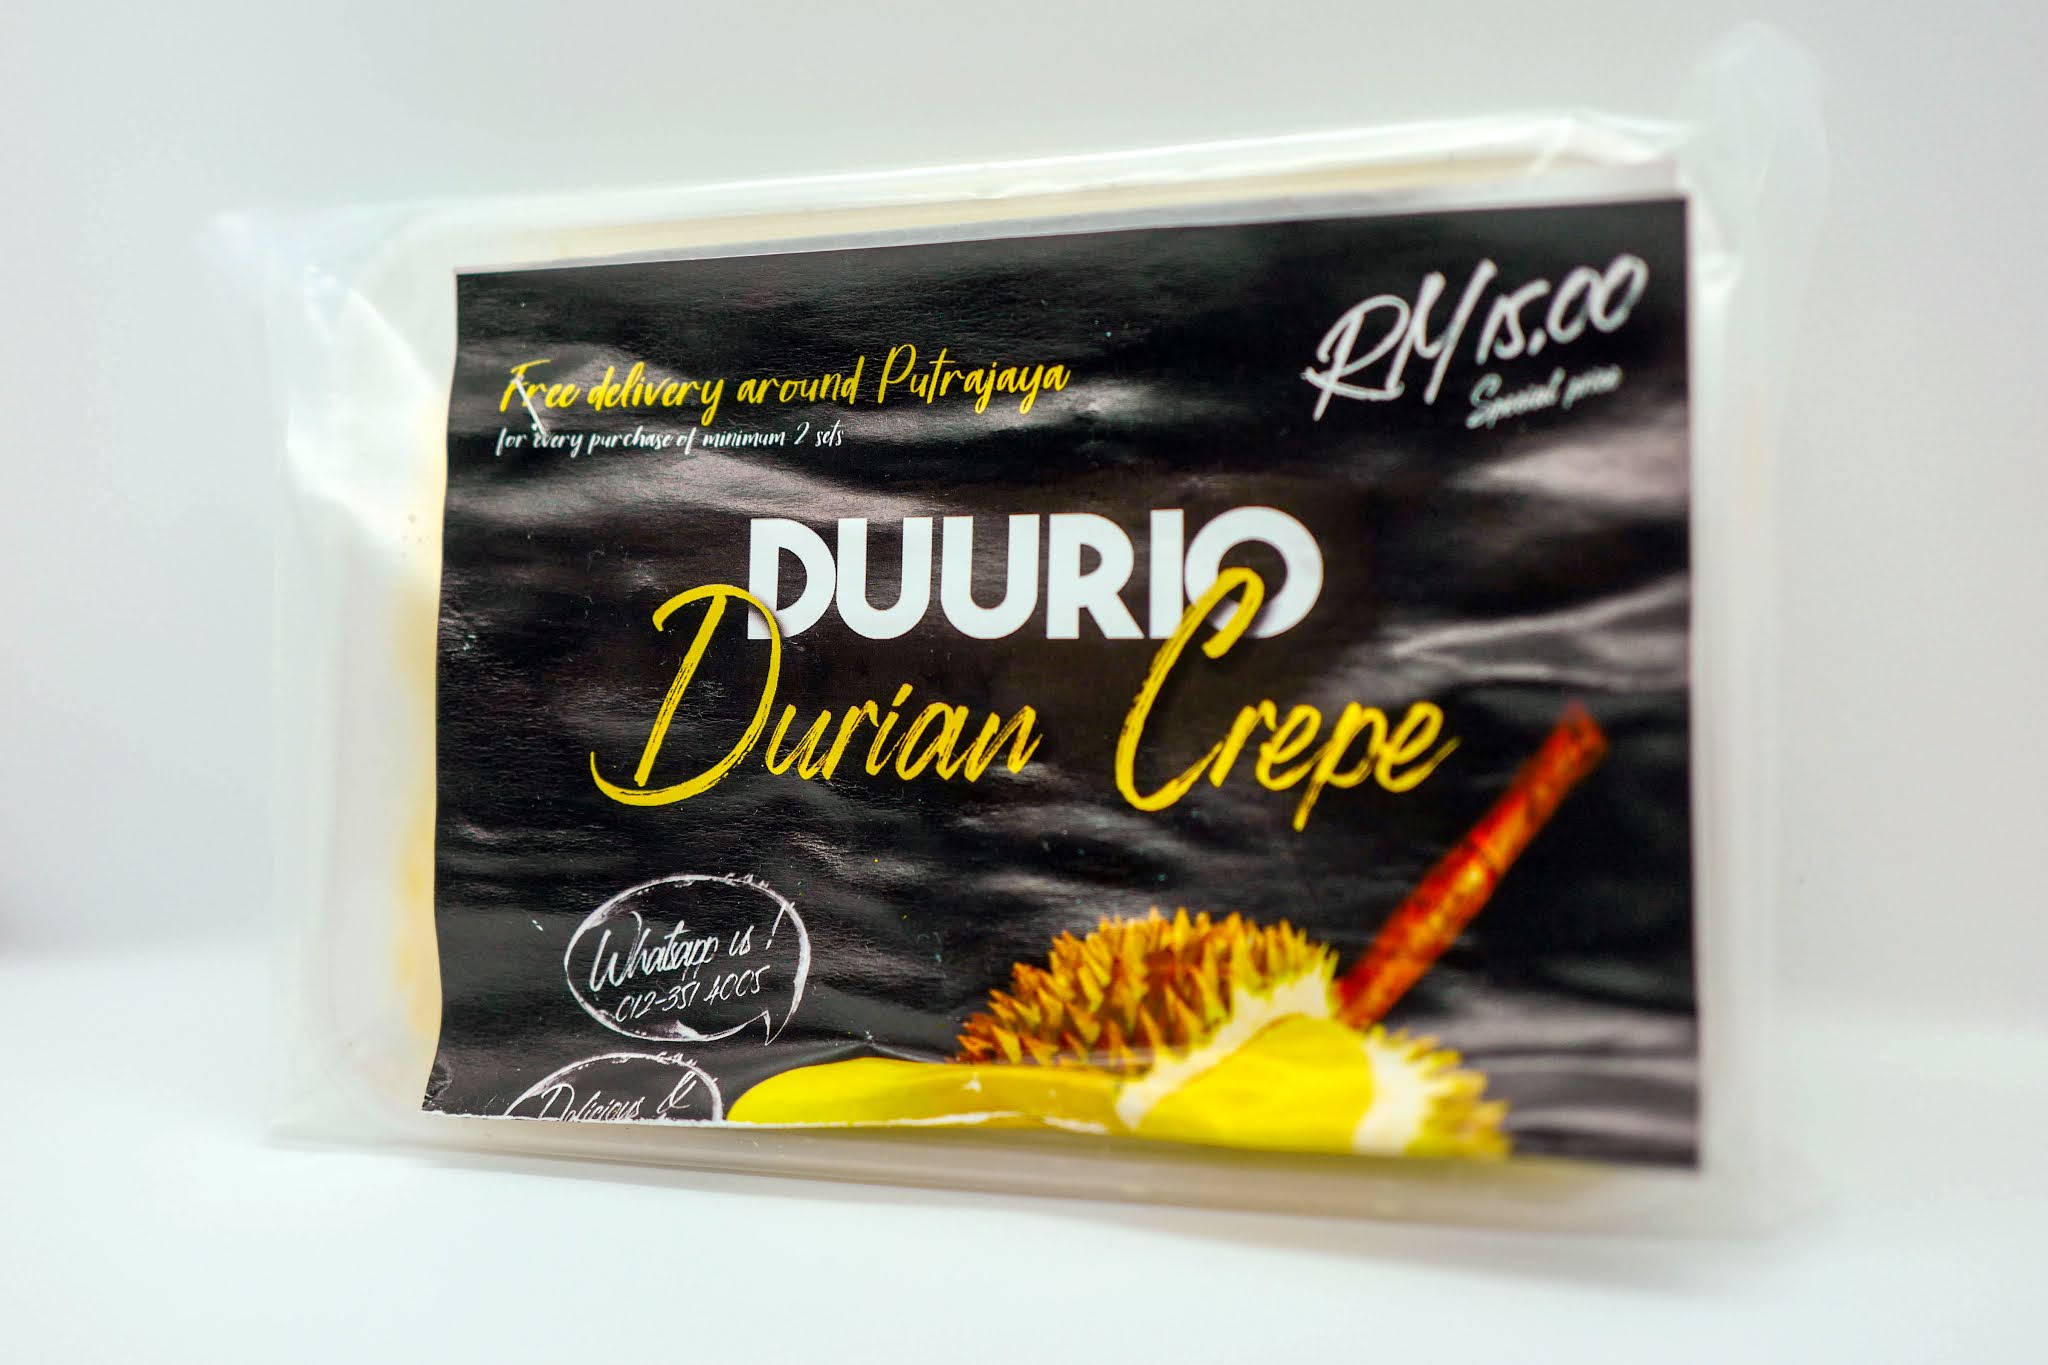 RM15.00
Special price
Free delivery around Putrajaya
for every purchase of minimum 2 sets
DUURIO
Durian Crepe
Whatsapp us !
012-351 4005
Delicious &